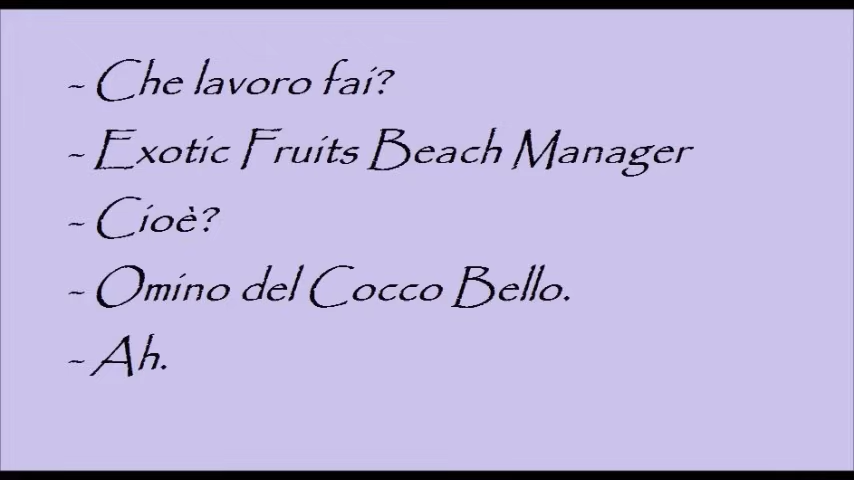 - Che lavoro fai?
- Exotic Fruits Beach Manager
- Cioè?
- Omino del Cocco Bello.
- Ah.